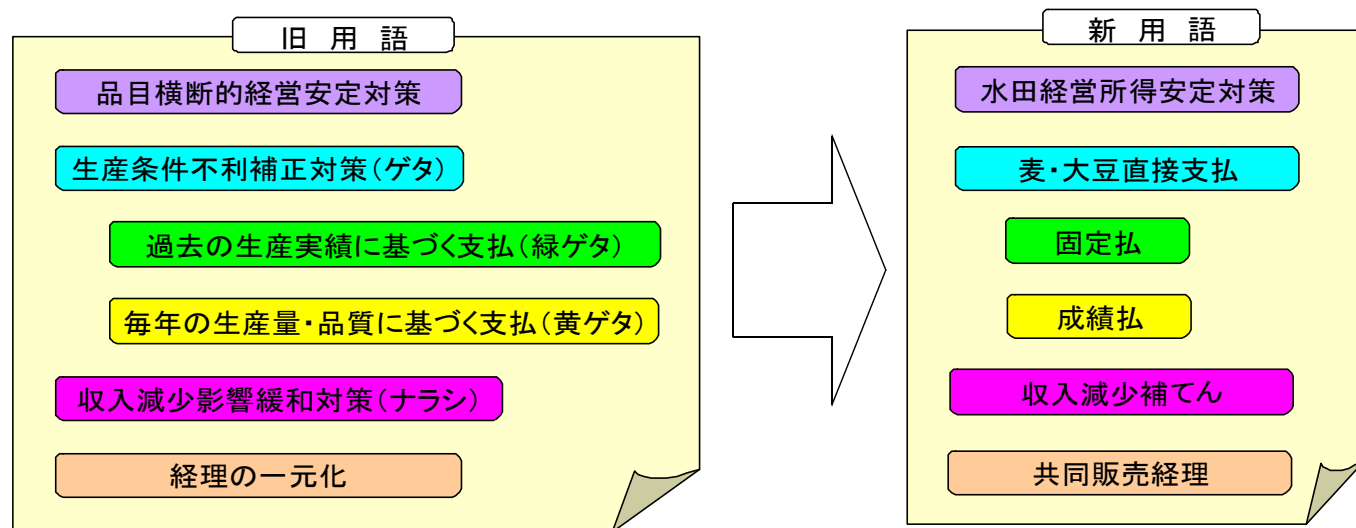 旧 用 語
品目横断的経営安定対策
生産条件不利補正対策(ゲタ)
過去の生産実績に基づく支払(緑ゲタ)
毎年の生産量・品質に基づく支払(黄ゲタ)
収入減少影響緩和対策(ナラシ)
経理の一元化
新 用 語
水田経営所得安定対策
麦・大豆直接支払
固定払
成績払
収入減少補てん
共同販売経理